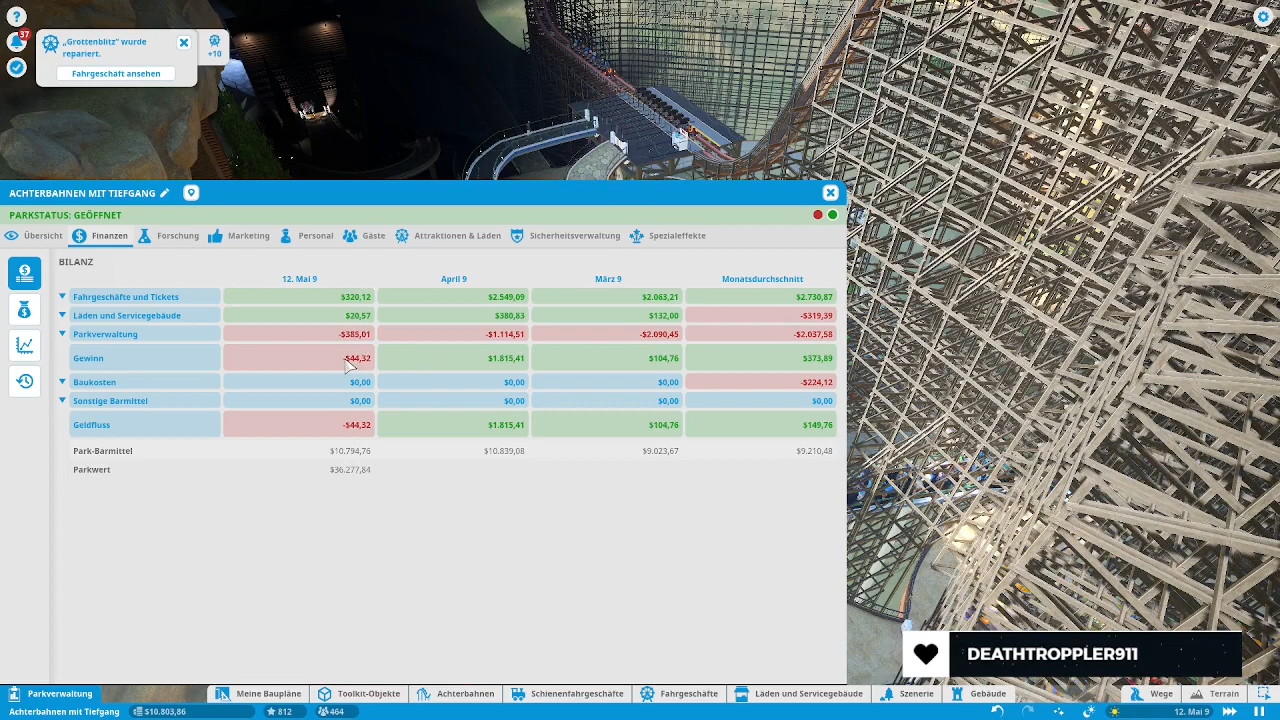 ?
37
„Grottenblitz“ wurde
repariert.
+10
Fahrgeschäft ansehen
ACHTERBAHNEN MIT TIEFGANG
PARKSTATUS: GEÖFFNET
Übersicht Finanzen Forschung Marketing Personal Gäste Attraktionen & Läden Sicherheitsverwaltung Spezialeffekte
BILANZ
12. Mai 9 April 9 März 9 Monatsdurchschnitt
Fahrgeschäfte und Tickets $320,12 $2.549,09 $2.063,21 $2.730,87
Läden und Servicegebäude $20,57 $380,83 $132,00 -$319,39
Parkverwaltung -$385,01 -$1.114,51 -$2.090,45 -$2.037,58
Gewinn -$44,32 $1.815,41 $104,76 $373,89
Baukosten $0,00 $0,00 $0,00 -$224,12
Sonstige Barmittel $0,00 $0,00 $0,00 $0,00
Geldfluss -$44,32 $1.815,41 $104,76 $149,76
Park-Barmittel $10.794,76 $10.839,08 $9.023,67 $9.210,48
Parkwert $36.277,84
DEATHTROPPLER911
Parkverwaltung Meine Baupläne Toolkit-Objekte Achterbahnen Schienenfahrgeschäfte Fahrgeschäfte Läden und Servicegebäude Szenerie Gebäude Wege Terrain
Achterbahnen mit Tiefgang $10.803,86 812 464 12. Mai 9